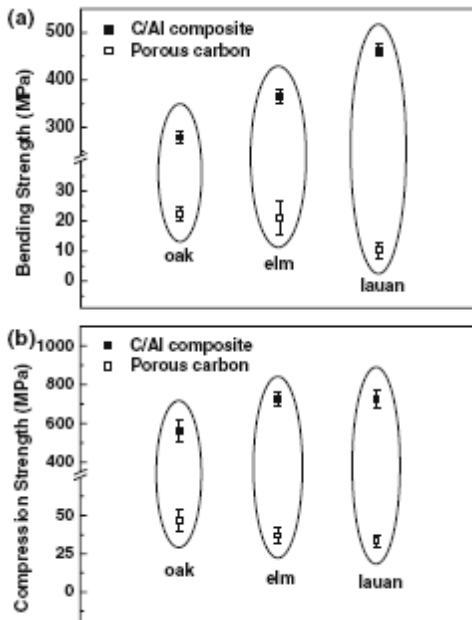 (a)
C/Al composite
Porous carbon
Bending Strength (MPa)
500
400
300
30
20
10
0
oak
elm
lauan
(b)
C/Al composite
Porous carbon
Compression Strength (MPa)
1000
800
600
400
50
25
0
oak
elm
lauan